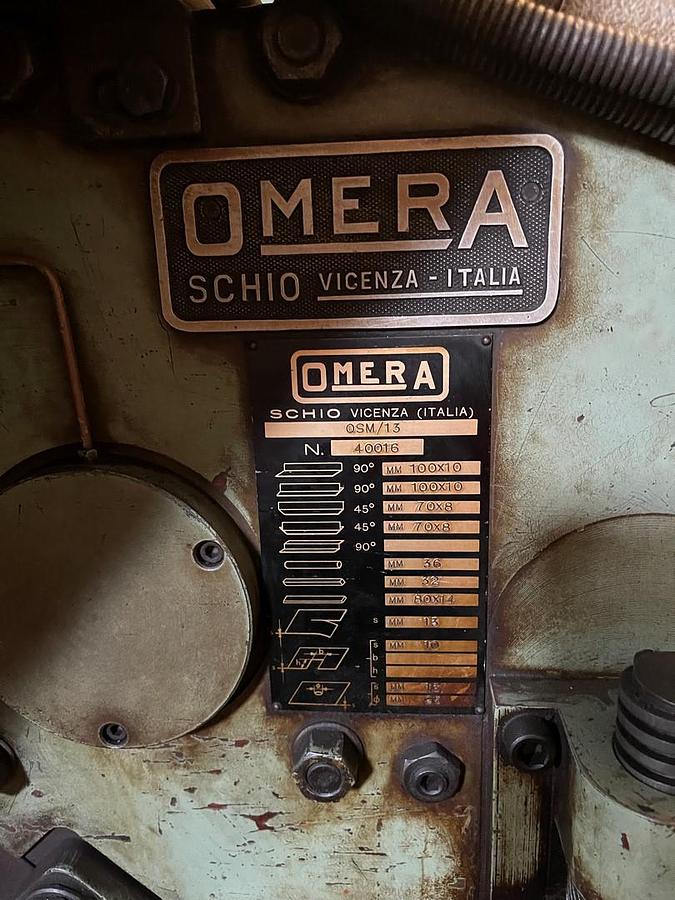 OMERA
SCHIO VICENZA - ITALIA
OMERA
SCHIO VICENZA (ITALIA)
OSM/13
N. 40016
90° MM 100X10
90° MM 100X10
45° MM 70X8
45° MM 70X8
90°
MM 36
MM 32
MM 80X14
S MM 13
b
S MM 10
b
h h
S MM